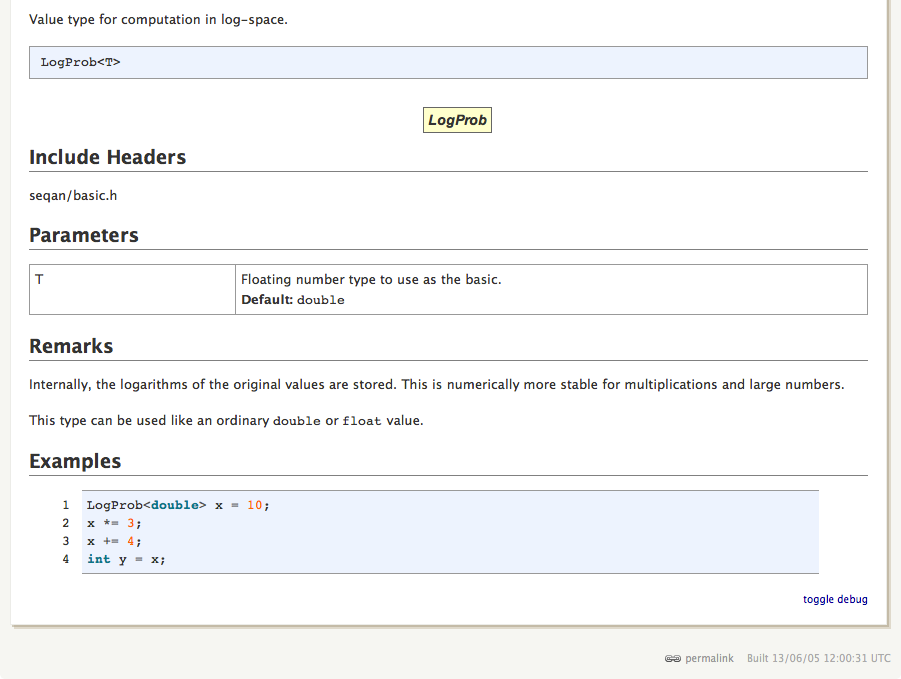 Value type for computation in log-space.
LogProb<T>
LogProb
Include Headers
seqan/basic.h
Parameters
T
Floating number type to use as the basic.
Default: double
Remarks
Internally, the logarithms of the original values are stored. This is numerically more stable for multiplications and large numbers.
This type can be used like an ordinary double or float value.
Examples
1 LogProb<double> x = 10;
2 x *= 3;
3 x += 4;
4 int y = x;
toggle debug
permalink Built 13/06/05 12:00:31 UTC